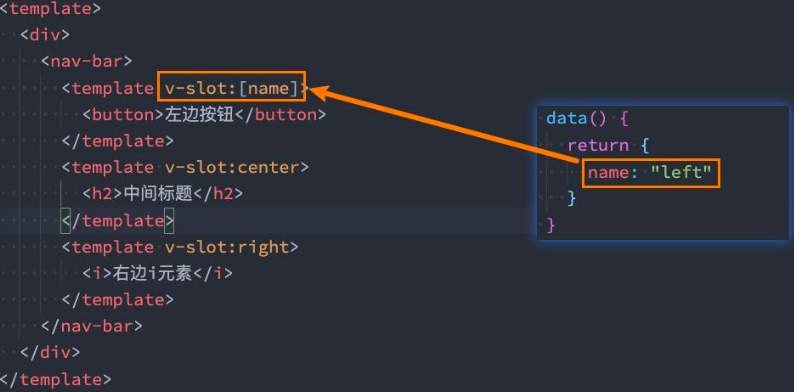 <template>
<div>
<nav-bar>
<template v-slot:[name]>
<button>左边按钮</button>
</template>
<template v-slot:center>
<h2>中间标题</h2>
</template>
<template v-slot:right>
<i>右边i元素</i>
</template>
</nav-bar>
</div>
</template>
data() {
return {
name: "left"
}
}